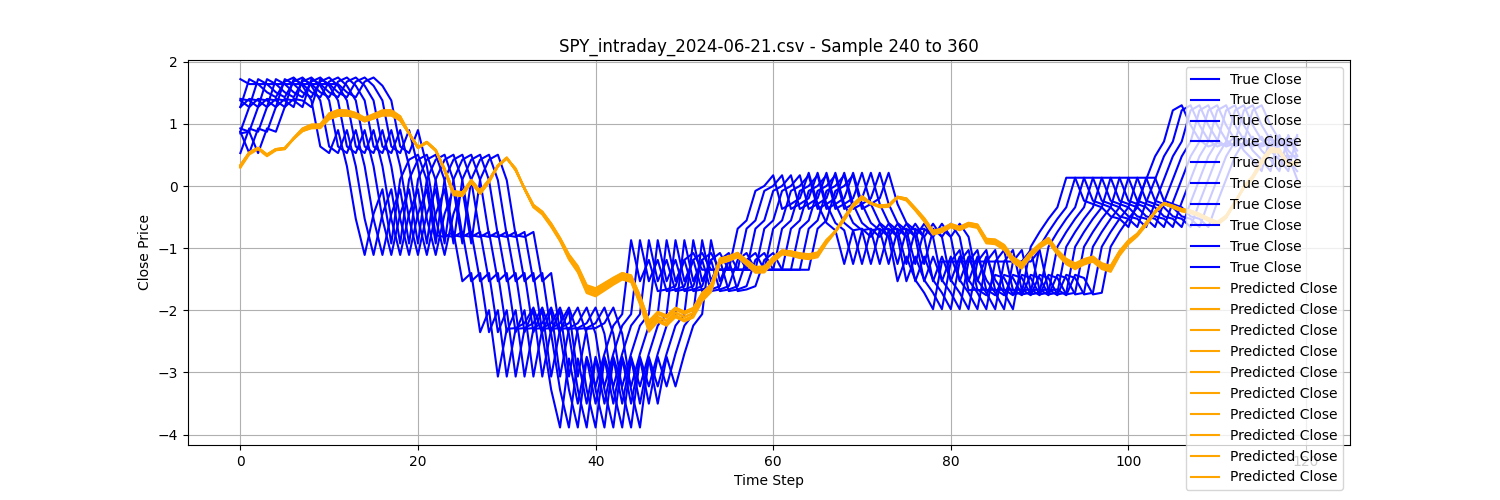 SPY_intraday_2024-06-21.csv - Sample 240 to 360
Close Price
2
1
0
−1
−2
−3
−4
0
20
40
60
80
100
120
Time Step
True Close
True Close
True Close
True Close
True Close
True Close
True Close
True Close
True Close
True Close
Predicted Close
Predicted Close
Predicted Close
Predicted Close
Predicted Close
Predicted Close
Predicted Close
Predicted Close
Predicted Close
Predicted Close